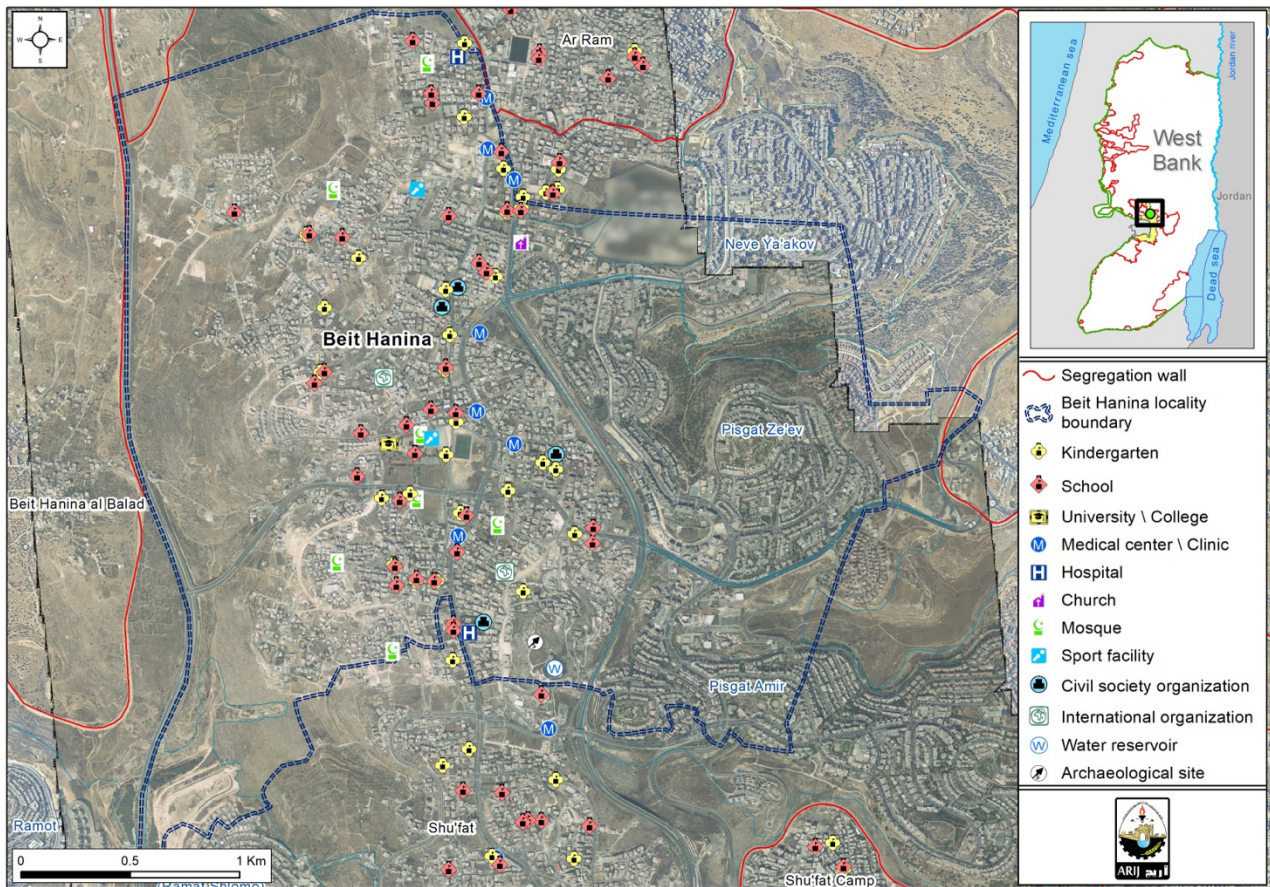 N
W
E
S
Ar Ram
Neve Ya'akov
Beit Hanina
Pisgat Ze'ev
Beit Hanina al Balad
Pisgat Amir
Ramot
Shu'fat
Shu'fat Camp
(Ramat Shlomo)
0 0.5 1 Km
Mediterranean sea
Jordan river
West
Bank
Jordan
Dead sea
Segregation wall
Beit Hanina locality
boundary
Kindergarten
School
University \ College
M Medical center \ Clinic
H Hospital
Church
Mosque
Sport facility
Civil society organization
International organization
W Water reservoir
Archaeological site
ARIJ أريج